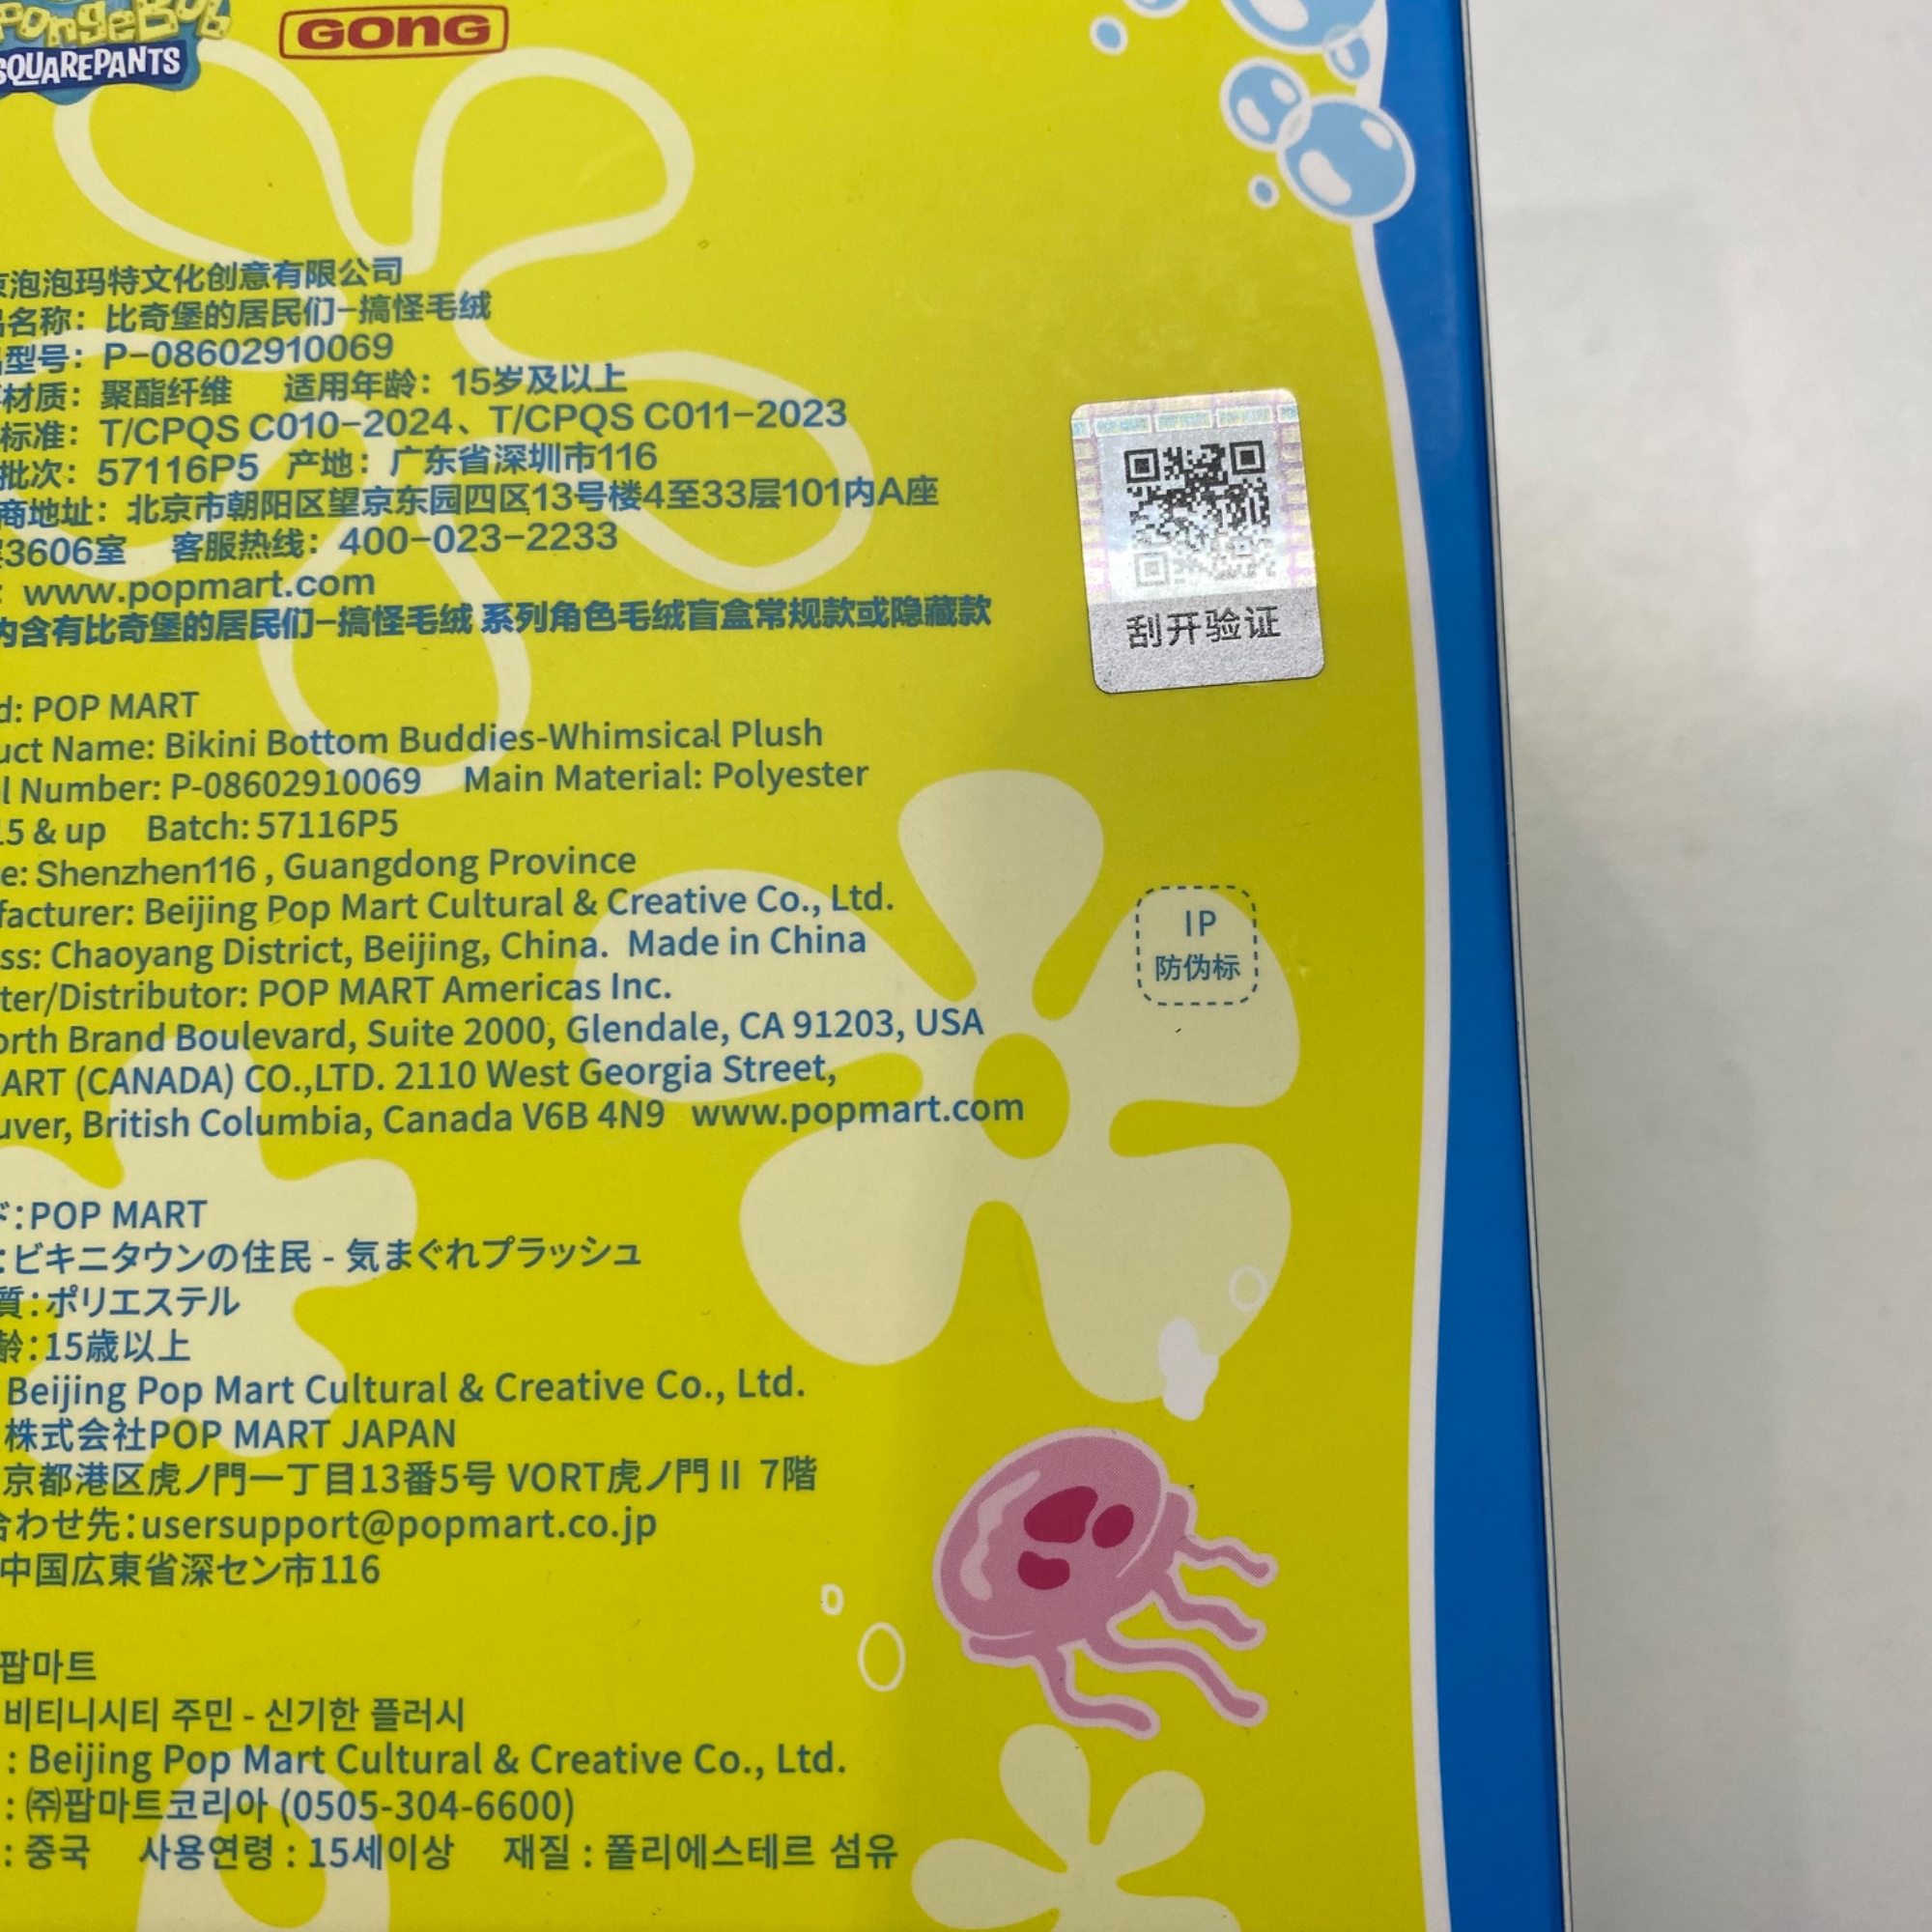 SpongeBob
SQUAREPANTS
GONG
泡泡玛特文化创意有限公司
名称：比奇堡的居民们-搞怪毛绒
型号：P-08602910069
材质：聚酯纤维 适用年龄：15岁及以上
标准：T/CPQS C010-2024、T/CPQS C011-2023
批次：57116P5 产地：广东省深圳市116
商地址：北京市朝阳区望京东园四区13号楼4至33层101内A座
3606室 客服热线：400-023-2233
：www.popmart.com
内含有比奇堡的居民们-搞怪毛绒 系列角色毛绒盲盒常规款或隐藏款
刮开验证
d: POP MART
uct Name: Bikini Bottom Buddies-Whimsical Plush
l Number: P-08602910069 Main Material: Polyester
15 & up Batch: 57116P5
e: Shenzhen116 , Guangdong Province
facturer: Beijing Pop Mart Cultural & Creative Co., Ltd.
ss: Chaoyang District, Beijing, China. Made in China
ter/Distributor: POP MART Americas Inc.
orth Brand Boulevard, Suite 2000, Glendale, CA 91203, USA
ART (CANADA) CO.,LTD. 2110 West Georgia Street,
uver, British Columbia, Canada V6B 4N9 www.popmart.com
IP
防伪标
ド：POP MART
：ビキニタウンの住民 - 気まぐれプラッシュ
質：ポリエステル
齢：15歳以上
Beijing Pop Mart Cultural & Creative Co., Ltd.
株式会社POP MART JAPAN
京都港区虎ノ門一丁目13番5号 VORT虎ノ門II 7階
合わせ先：usersupport@popmart.co.jp
中国広東省深セン市116
팝마트
비티니시티 주민 - 신기한 플러시
: Beijing Pop Mart Cultural & Creative Co., Ltd.
: ㈜팝마트코리아 (0505-304-6600)
: 중국 사용연령 : 15세이상 재질 : 폴리에스테르 섬유